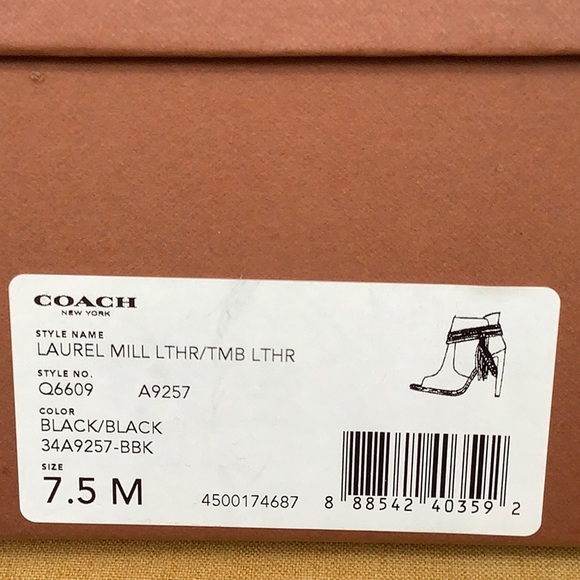 COACH
NEW YORK
STYLE NAME
LAUREL MILL LTHR/TMB LTHR
STYLE NO.
Q6609 A9257
COLOR
BLACK/BLACK
34A9257-BBK
SIZE
7.5 M
4500174687
8 88542 40359 2